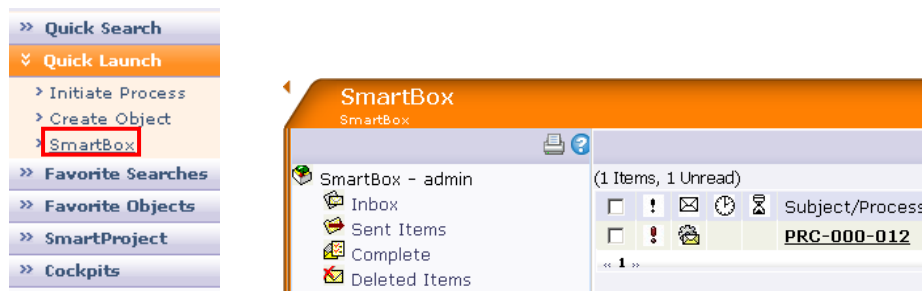 Quick Search
Quick Launch
Initiate Process
Create Object
SmartBox
Favorite Searches
Favorite Objects
SmartProject
Cockpits
SmartBox
SmartBox
SmartBox - admin
Inbox
Sent Items
Complete
Deleted Items
(1 Items, 1 Unread)
Subject/Process
PRC-000-012
« 1 »